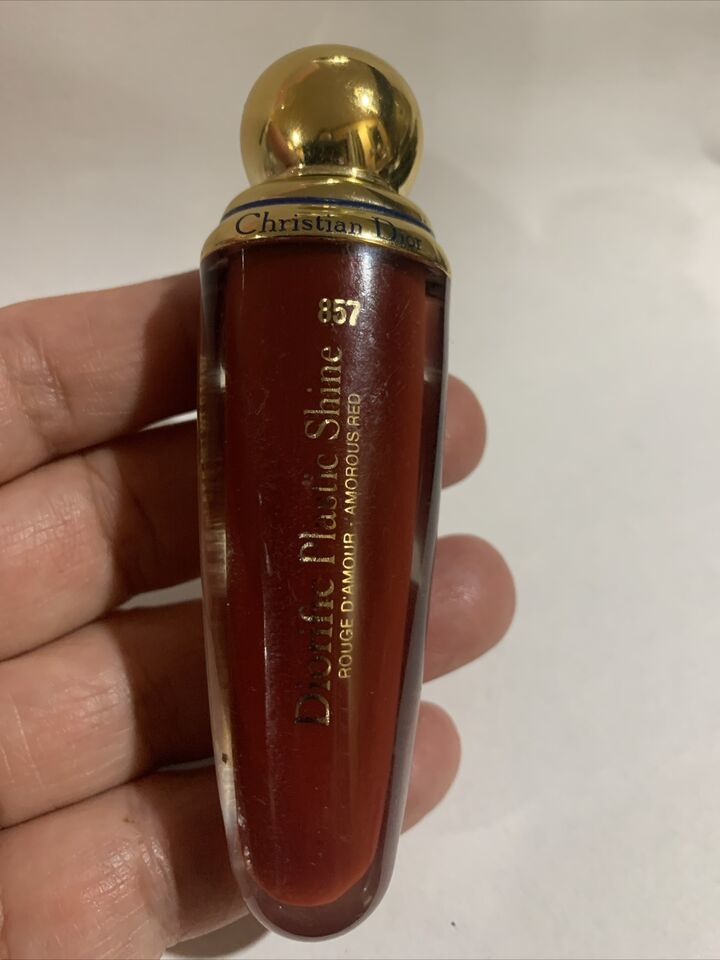 Christian Dior
857
Diorific Plastic Shine
ROUGE D'AMOUR . AMOROUS RED